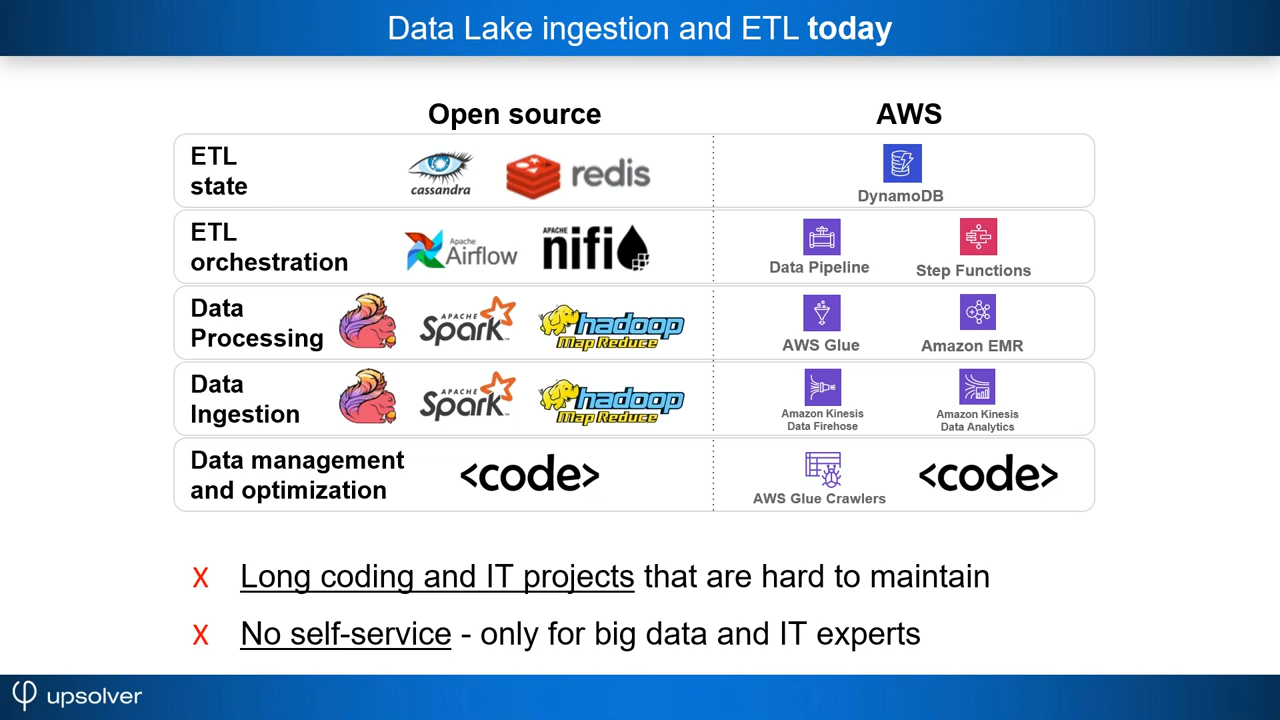 Data Lake ingestion and ETL today
Open source
AWS
ETL
state
cassandra
redis
DynamoDB
ETL
orchestration
Apache
Airflow
APACHE
nifi
Data Pipeline
Step Functions
Data
Processing
APACHE
Spark™
hadoop
Map Reduce
AWS Glue
Amazon EMR
Data
Ingestion
APACHE
Spark™
hadoop
Map Reduce
Amazon Kinesis
Data Firehose
Amazon Kinesis
Data Analytics
Data management
and optimization
<code>
AWS Glue Crawlers
<code>
X Long coding and IT projects that are hard to maintain
X No self-service - only for big data and IT experts
upsolver